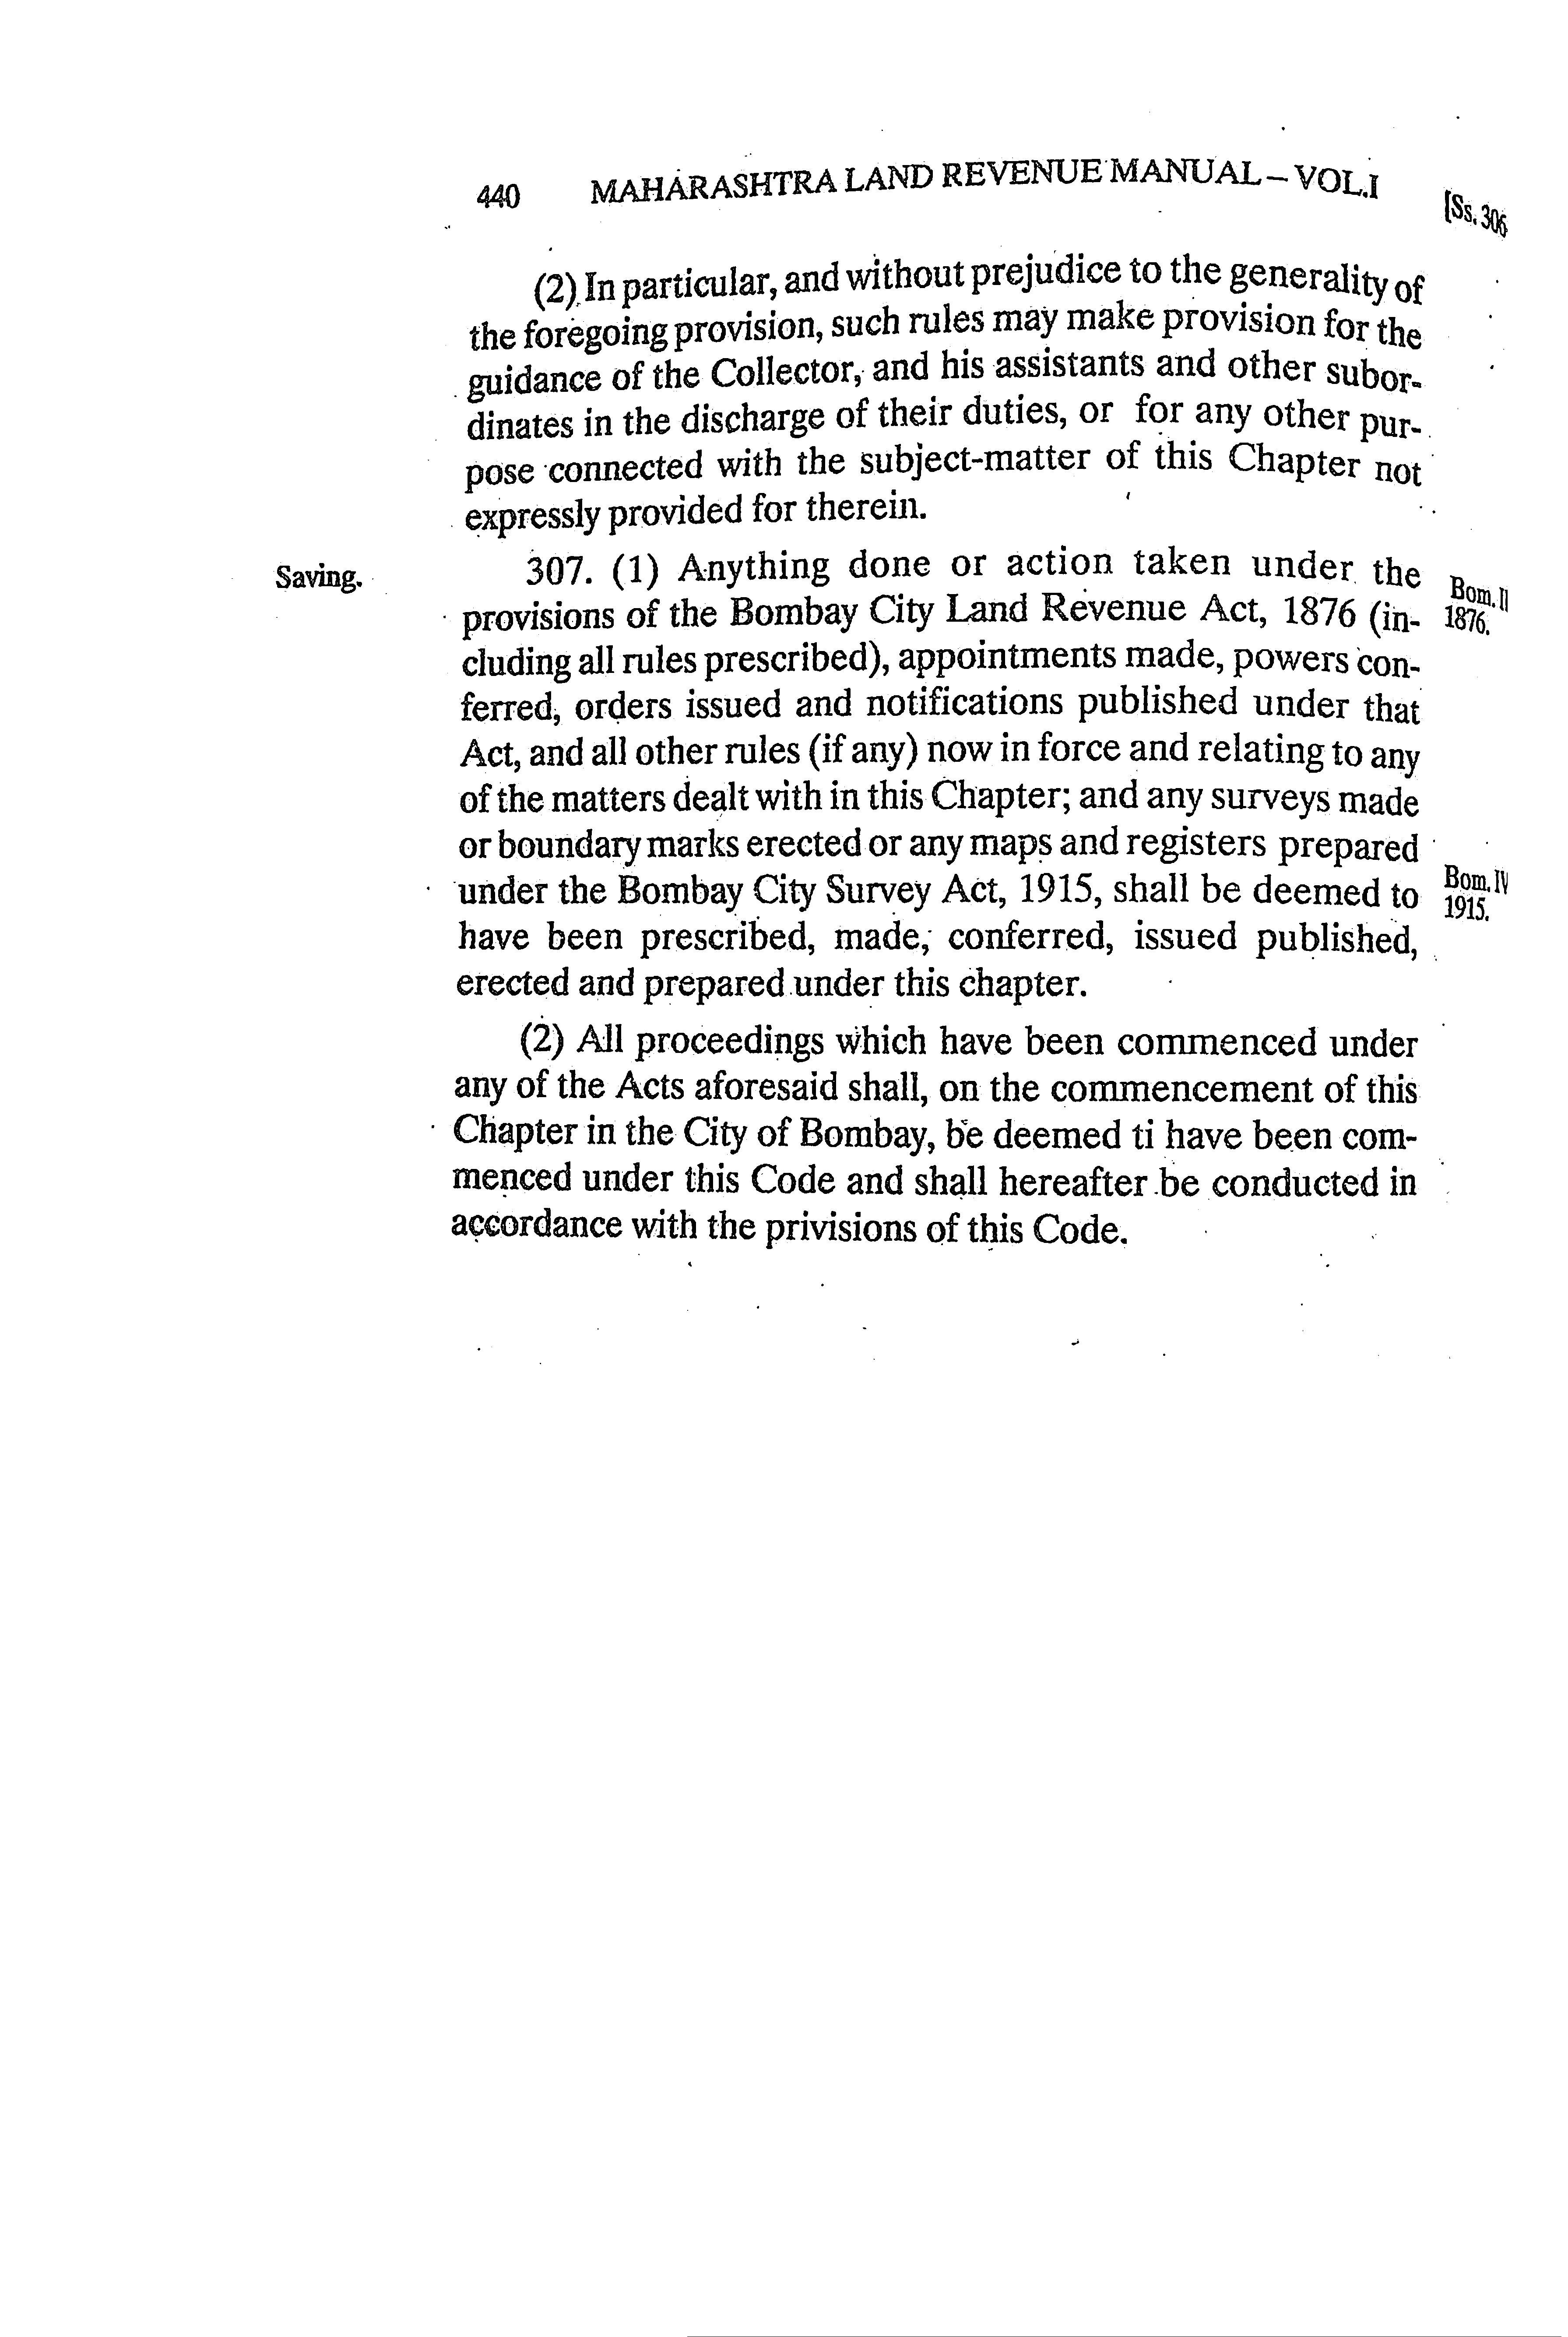 440 MAHARASHTRA LAND REVENUE MANUAL – VOL.I [Ss. 306
(2) In particular, and without prejudice to the generality of
the foregoing provision, such rules may make provision for the
guidance of the Collector, and his assistants and other subor-
dinates in the discharge of their duties, or for any other pur-
pose connected with the subject-matter of this Chapter not
expressly provided for therein.
Saving.
307. (1) Anything done or action taken under the
provisions of the Bombay City Land Revenue Act, 1876 (in-
Bom. II
1876.
cluding all rules prescribed), appointments made, powers con-
ferred, orders issued and notifications published under that
Act, and all other rules (if any) now in force and relating to any
of the matters dealt with in this Chapter; and any surveys made
or boundary marks erected or any maps and registers prepared
under the Bombay City Survey Act, 1915, shall be deemed to
Bom. IV
1915.
have been prescribed, made, conferred, issued published,
erected and prepared under this chapter.
(2) All proceedings which have been commenced under
any of the Acts aforesaid shall, on the commencement of this
Chapter in the City of Bombay, be deemed ti have been com-
menced under this Code and shall hereafter be conducted in
accordance with the privisions of this Code.